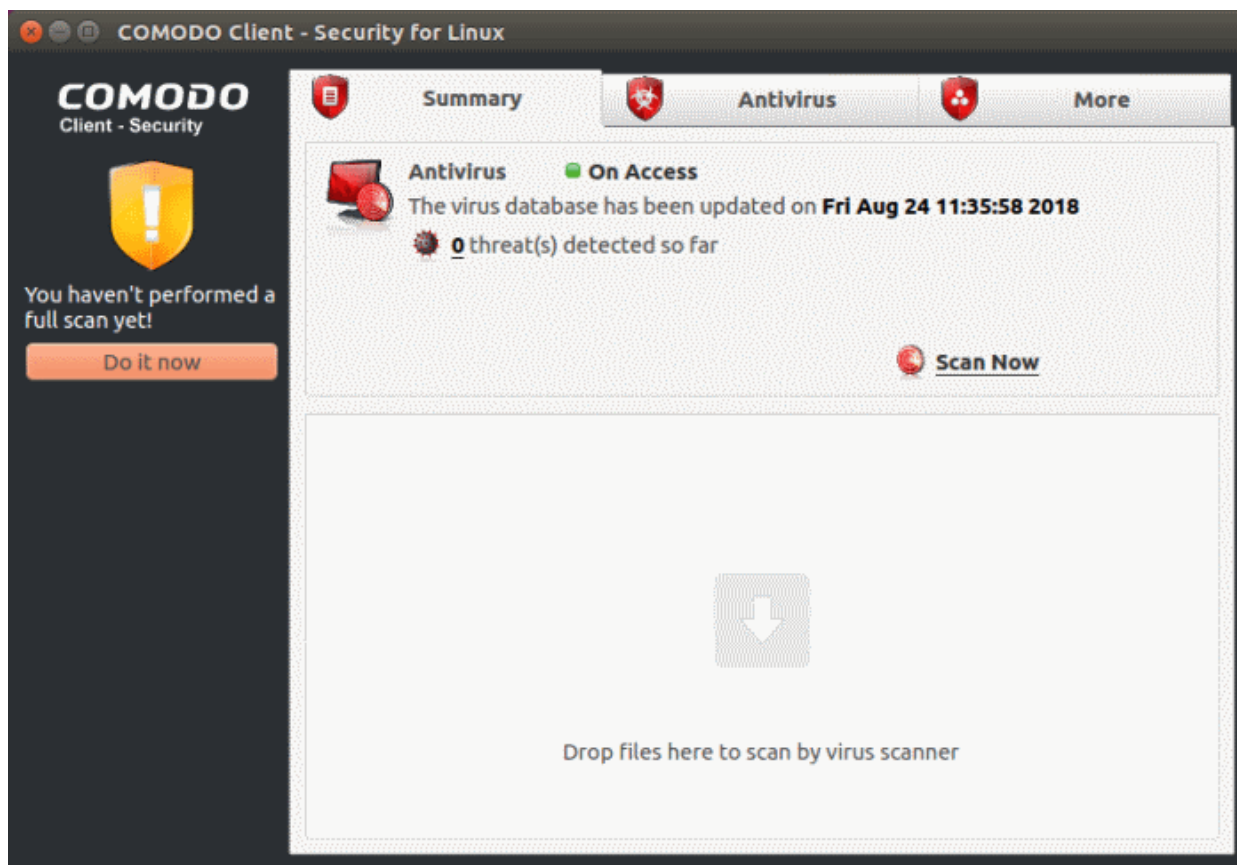 COMODO Client - Security for Linux
COMODO
Client - Security
You haven't performed a
full scan yet!
Do it now
Summary
Antivirus
More
Antivirus On Access
The virus database has been updated on Fri Aug 24 11:35:58 2018
0 threat(s) detected so far
Scan Now
Drop files here to scan by virus scanner